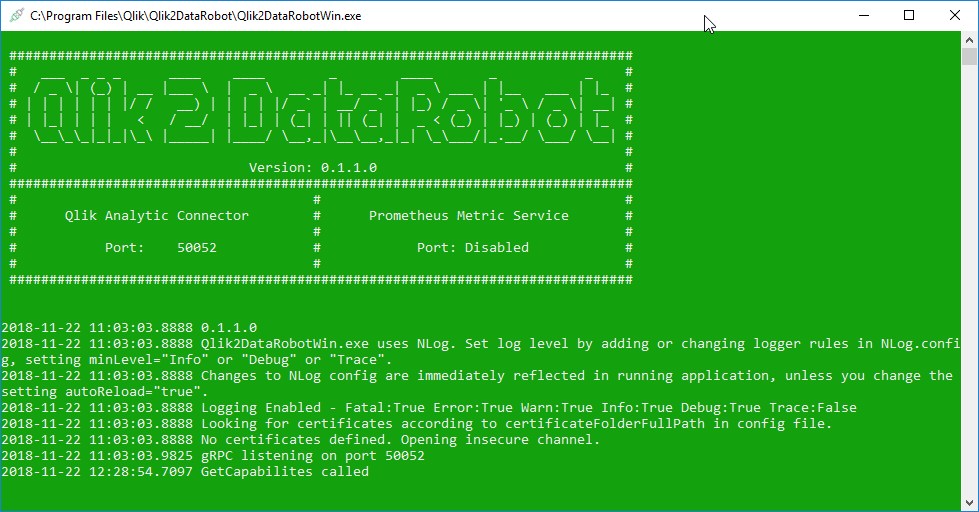 C:\Program Files\Qlik\Qlik2DataRobot\Qlik2DataRobotWin.exe
Qlik2DataRobot
Version: 0.1.1.0
Qlik Analytic Connector # Prometheus Metric Service
Port: 50052 # Port: Disabled
2018-11-22 11:03:03.8888 0.1.1.0
2018-11-22 11:03:03.8888 Qlik2DataRobotWin.exe uses NLog. Set log level by adding or changing logger rules in NLog.confi
g, setting minLevel="Info" or "Debug" or "Trace".
2018-11-22 11:03:03.8888 Changes to NLog config are immediately reflected in running application, unless you change the
setting autoReload="true".
2018-11-22 11:03:03.8888 Logging Enabled - Fatal:True Error:True Warn:True Info:True Debug:True Trace:False
2018-11-22 11:03:03.8888 Looking for certificates according to certificateFolderFullPath in config file.
2018-11-22 11:03:03.8888 No certificates defined. Opening insecure channel.
2018-11-22 11:03:03.9825 gRPC listening on port 50052
2018-11-22 12:28:54.7097 GetCapabilites called